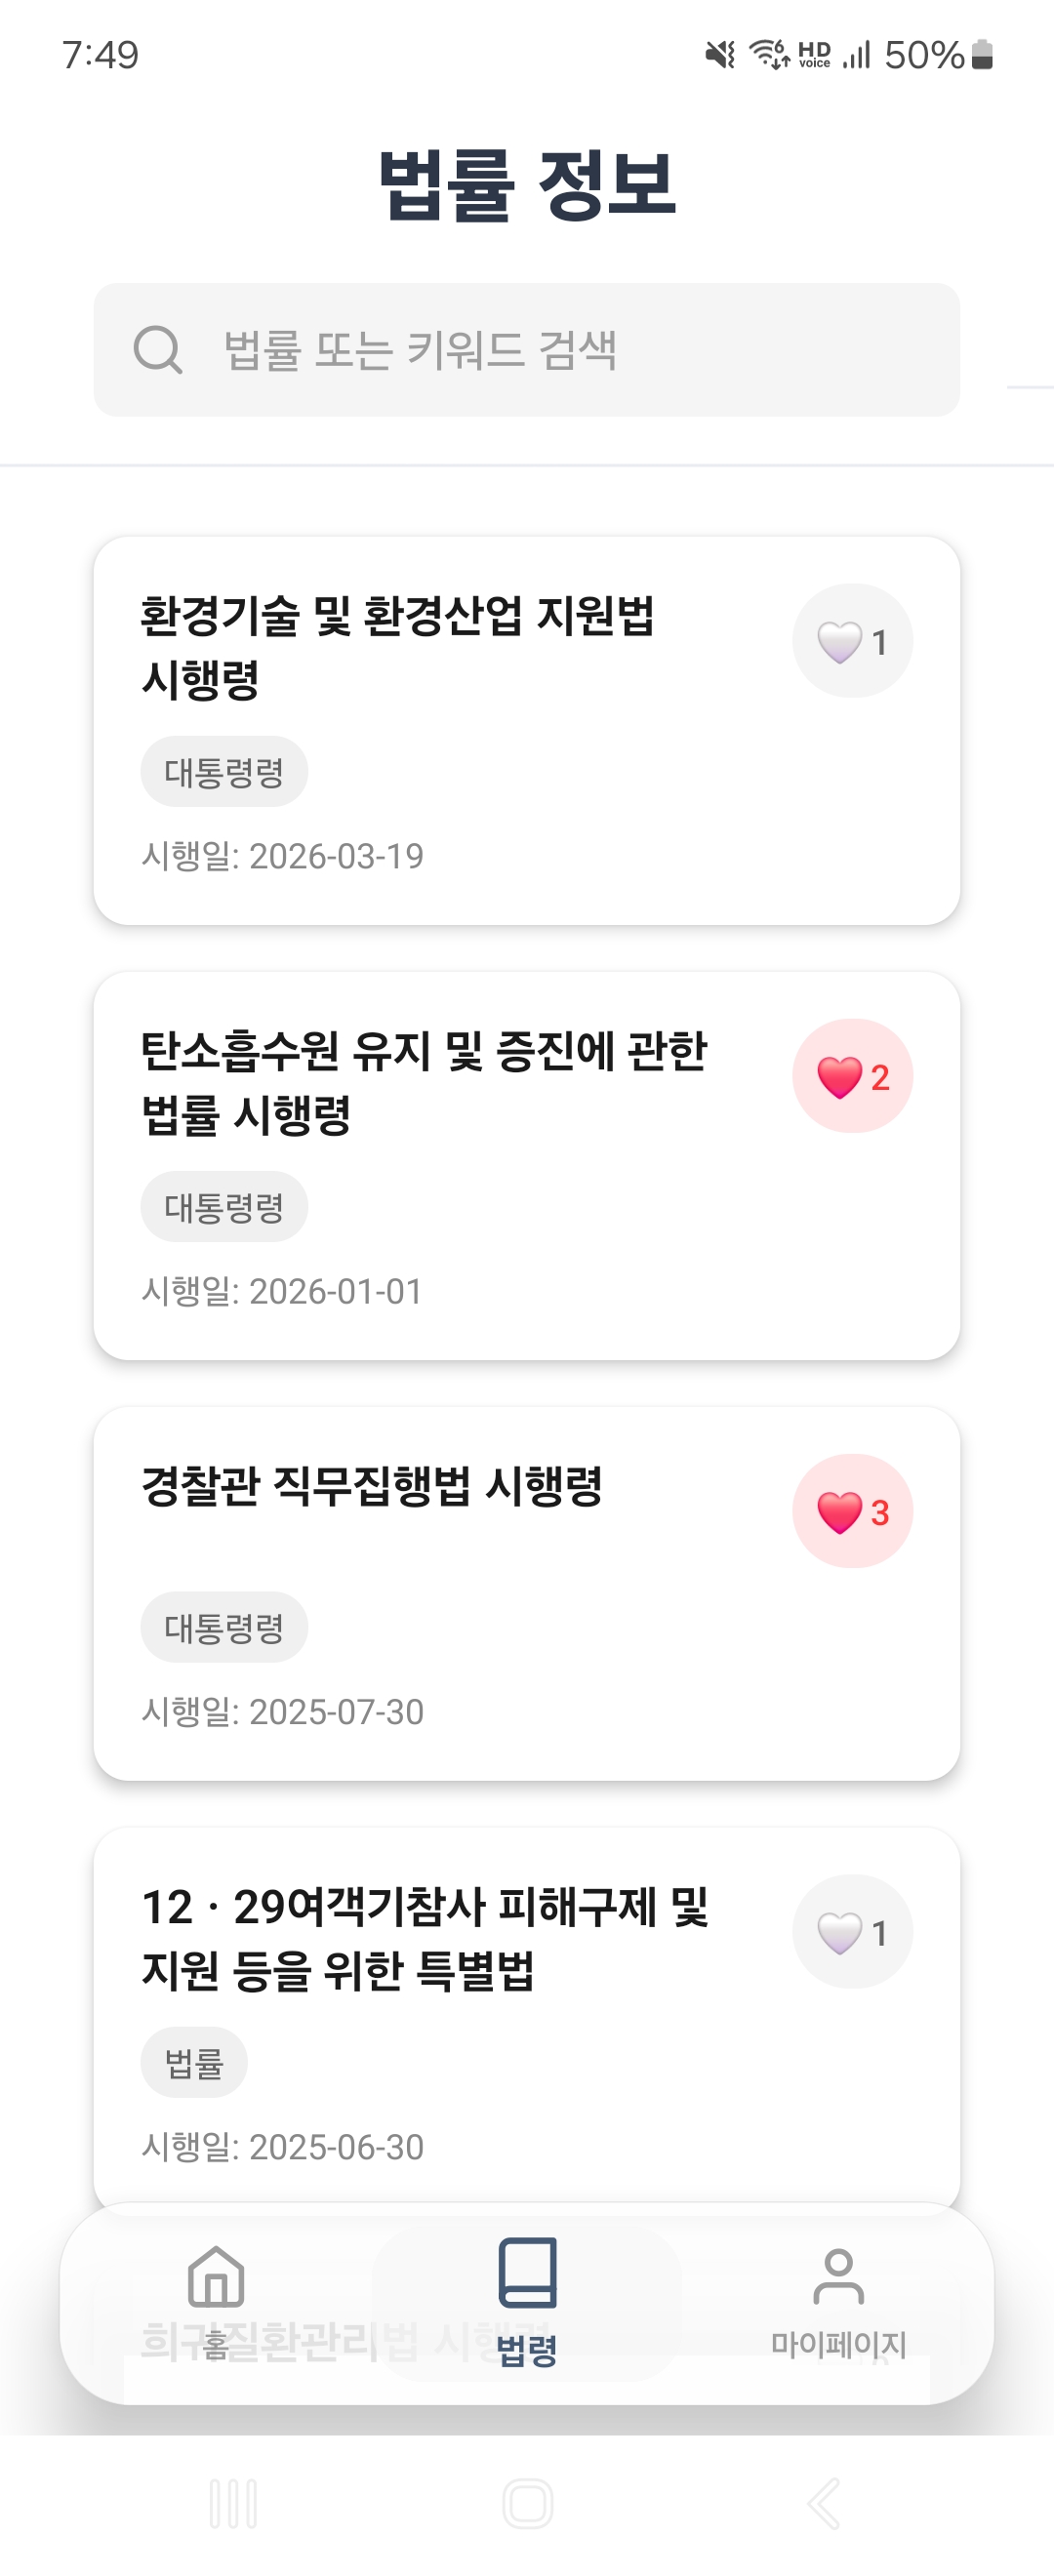 7:49
6 HD voice 50%
법률 정보
법률 또는 키워드 검색
환경기술 및 환경산업 지원법
시행령
1
대통령령
시행일: 2026-03-19
탄소흡수원 유지 및 증진에 관한
법률 시행령
2
대통령령
시행일: 2026-01-01
경찰관 직무집행법 시행령
3
대통령령
시행일: 2025-07-30
12 · 29여객기참사 피해구제 및
지원 등을 위한 특별법
1
법률
시행일: 2025-06-30
희귀질환관리법 시행령
홈 법령 마이페이지